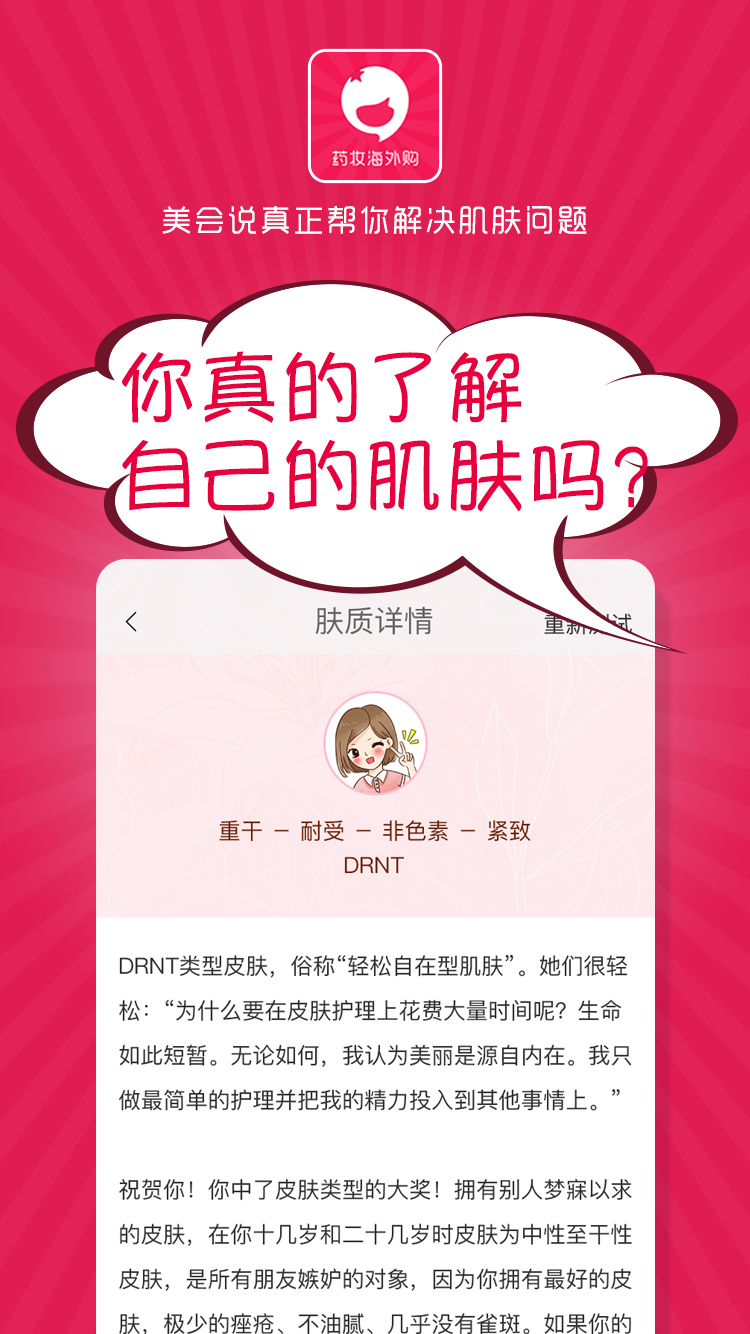 药妆海外购
美会说真正帮你解决肌肤问题
你真的了解
自己的肌肤吗?
肤质详情
重新测试
重干 – 耐受 – 非色素 – 紧致
DRNT
DRNT类型皮肤，俗称“轻松自在型肌肤”。她们很轻
松：“为什么要在皮肤护理上花费大量时间呢？生命
如此短暂。无论如何，我认为美丽是源自内在。我只
做最简单的护理并把我的精力投入到其他事情上。”
祝贺你！你中了皮肤类型的大奖！拥有别人梦寐以求
的皮肤，在你十几岁和二十几岁时皮肤为中性至干性
皮肤，是所有朋友嫉妒的对象，因为你拥有最好的皮
肤，极少的痤疮、不油腻、几乎没有雀斑。如果你的